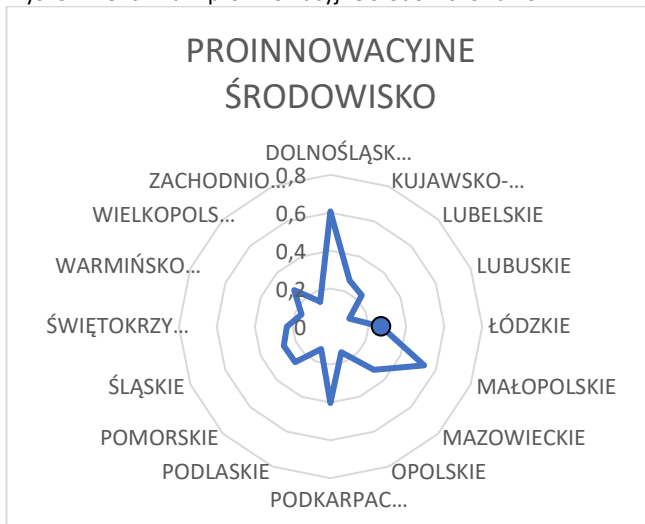 PROINNOWACYJNE
ŚRODOWISKO
DOLNOŚLĄSK...
KUJAWSKO-...
LUBELSKIE
LUBUSKIE
ŁÓDZKIE
MAŁOPOLSKIE
MAZOWIECKIE
OPOLSKIE
PODKARPAC...
PODLASKIE
POMORSKIE
ŚLĄSKIE
ŚWIĘTOKRZY...
WARMIŃSKO...
WIELKOPOLS...
ZACHODNIO...
0,8
0,6
0,4
0,2
0